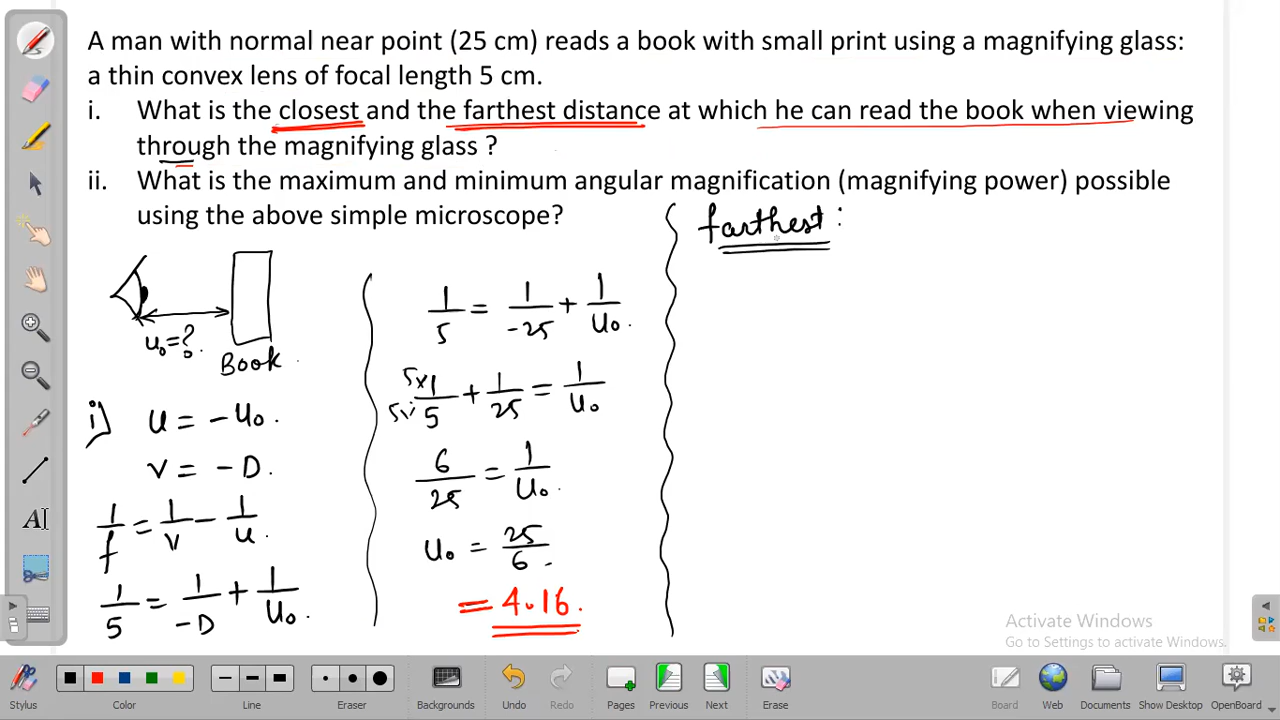 A man with normal near point (25 cm) reads a book with small print using a magnifying glass:
a thin convex lens of focal length 5 cm.
i. What is the closest and the farthest distance at which he can read the book when viewing
through the magnifying glass ?
ii. What is the maximum and minimum angular magnification (magnifying power) possible
using the above simple microscope?
u₀=?
Book
i) u = -u₀.
v = -D.
1/f = 1/v - 1/u.
1/5 = 1/-D + 1/u₀.
1/5 = 1/-25 + 1/u₀.
5x1/5x5 + 1/25 = 1/u₀
6/25 = 1/u₀.
u₀ = 25/6.
= 4.16.
farthest :
AI
Activate Windows
Go to Settings to activate Windows.
Stylus
Color
Line
Eraser
Backgrounds
Undo
Redo
Pages
Previous
Next
Erase
Board
Web
Documents
Show Desktop
OpenBoard